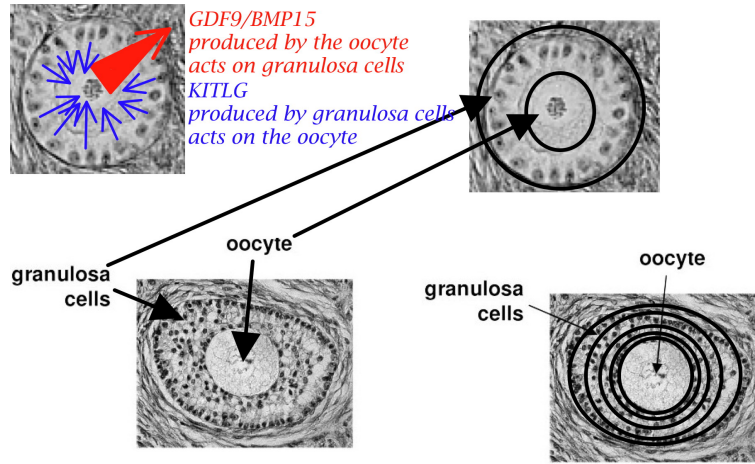 GDF9/BMP15
produced by the oocyte
acts on granulosa cells
KITLG
produced by granulosa cells
acts on the oocyte
oocyte
granulosa
cells
oocyte
granulosa
cells